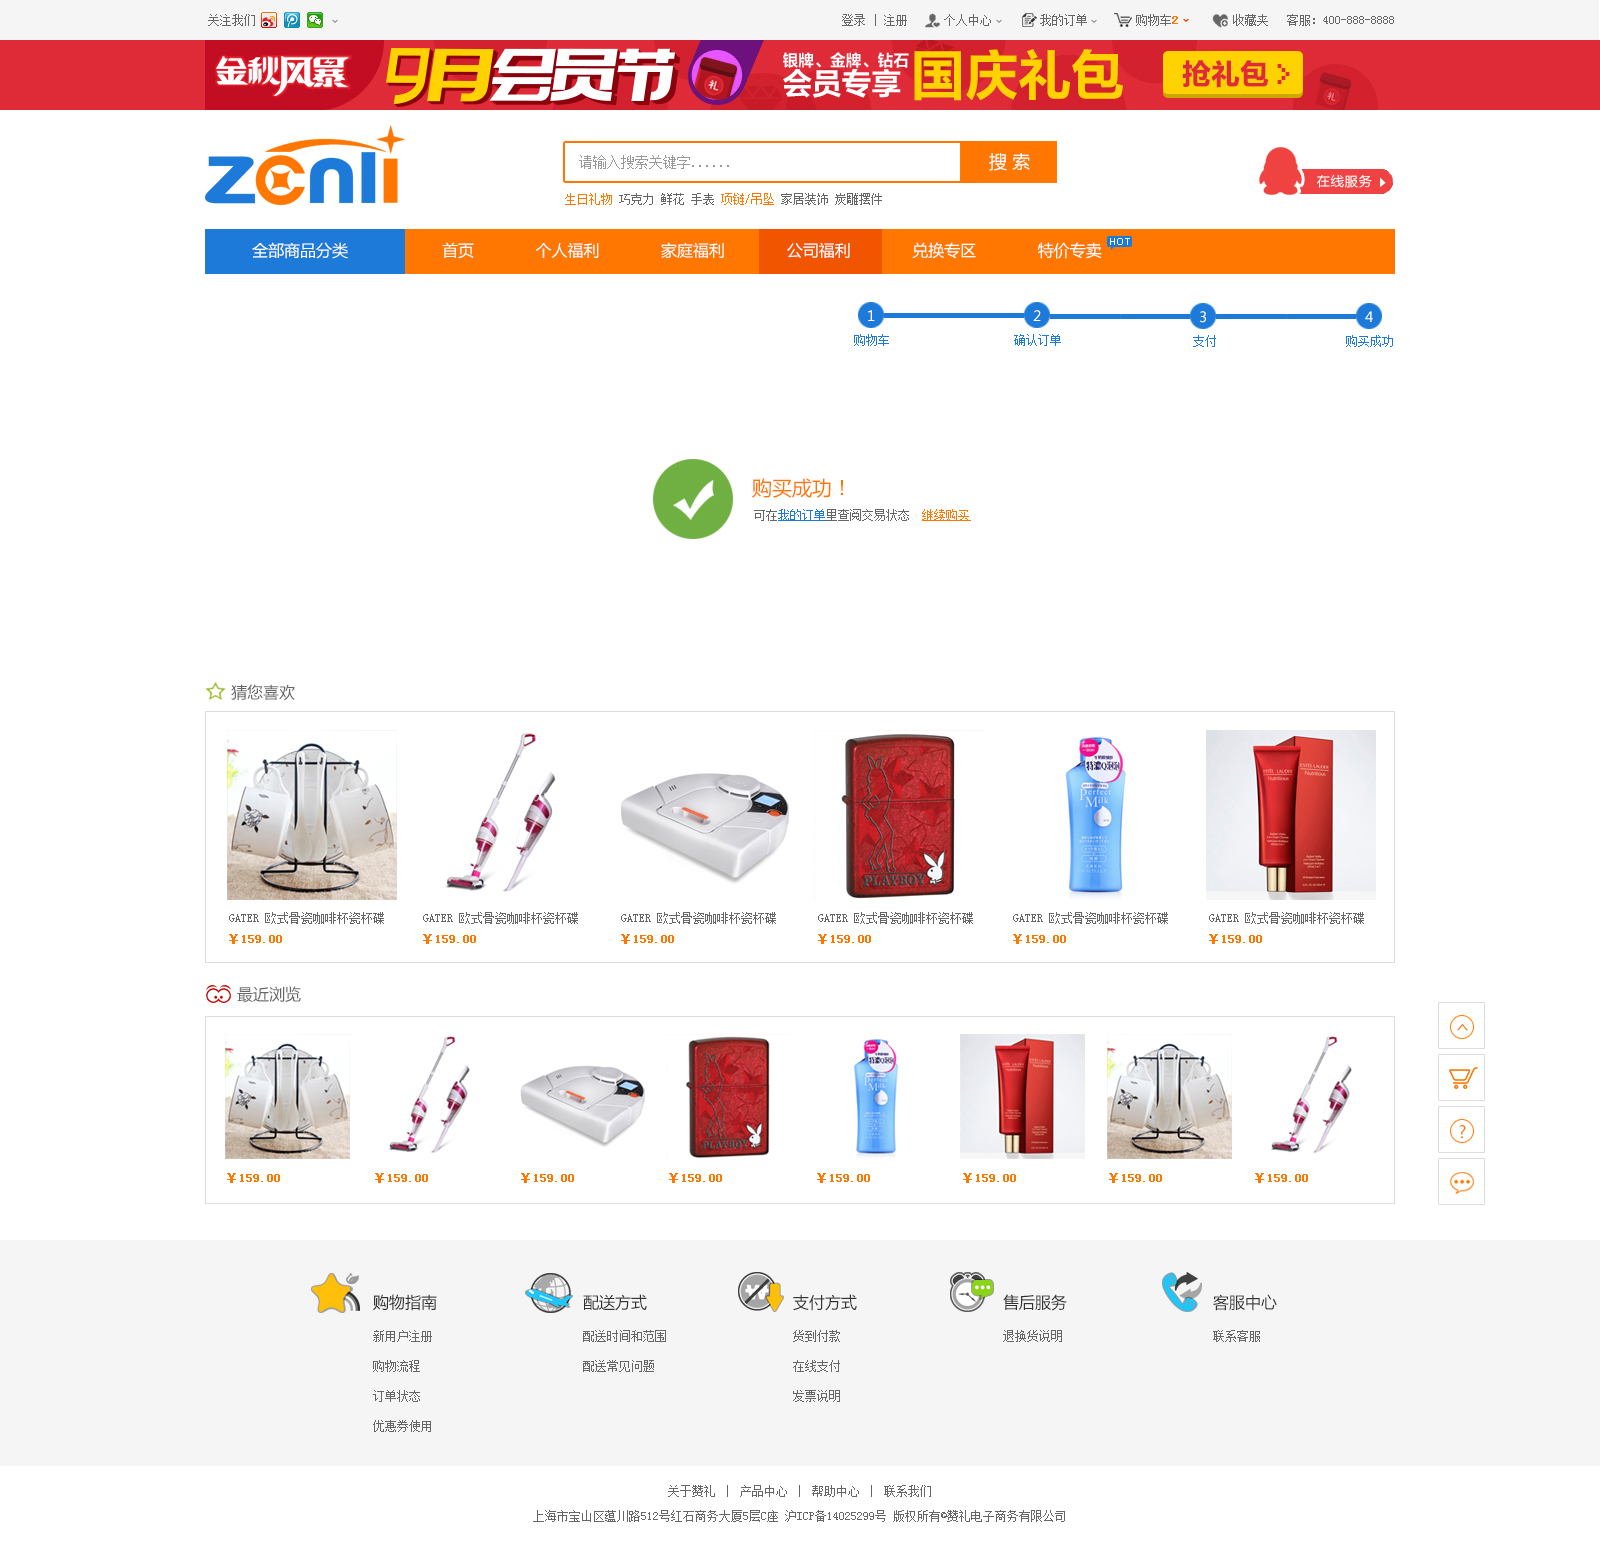 关注我们
登录 | 注册 个人中心 我的订单 购物车2 收藏夹 客服: 400-888-8888
金秋风暴 9月会员节 礼 银牌、金牌、钻石 会员专享 国庆礼包 抢礼包 礼
zenli
请输入搜索关键字...... 搜 索
生日礼物 巧克力 鲜花 手表 项链/吊坠 家居装饰 炭雕摆件
在线服务
全部商品分类 首页 个人福利 家庭福利 公司福利 兑换专区 特价专卖 HOT
1 2 3 4
购物车 确认订单 支付 购买成功
购买成功！
可在我的订单里查阅交易状态 继续购买
猜您喜欢
PLAYBOY
特濃
Perfect Milk
ESTEE LAUDER
Nutritious
ESTEE LAUDER
Nutritious
GATER 欧式骨瓷咖啡杯瓷杯碟 GATER 欧式骨瓷咖啡杯瓷杯碟 GATER 欧式骨瓷咖啡杯瓷杯碟 GATER 欧式骨瓷咖啡杯瓷杯碟 GATER 欧式骨瓷咖啡杯瓷杯碟 GATER 欧式骨瓷咖啡杯瓷杯碟
¥159.00 ¥159.00 ¥159.00 ¥159.00 ¥159.00 ¥159.00
最近浏览
PLAYBOY
Perfect Milk
¥159.00 ¥159.00 ¥159.00 ¥159.00 ¥159.00 ¥159.00 ¥159.00 ¥159.00
?
购物指南 配送方式 支付方式 售后服务 客服中心
新用户注册 配送时间和范围 货到付款 退换货说明 联系客服
购物流程 配送常见问题 在线支付
订单状态 发票说明
优惠券使用
关于赞礼 | 产品中心 | 帮助中心 | 联系我们
上海市宝山区蕴川路512号红石商务大厦5层C座 沪ICP备14025299号 版权所有©赞礼电子商务有限公司